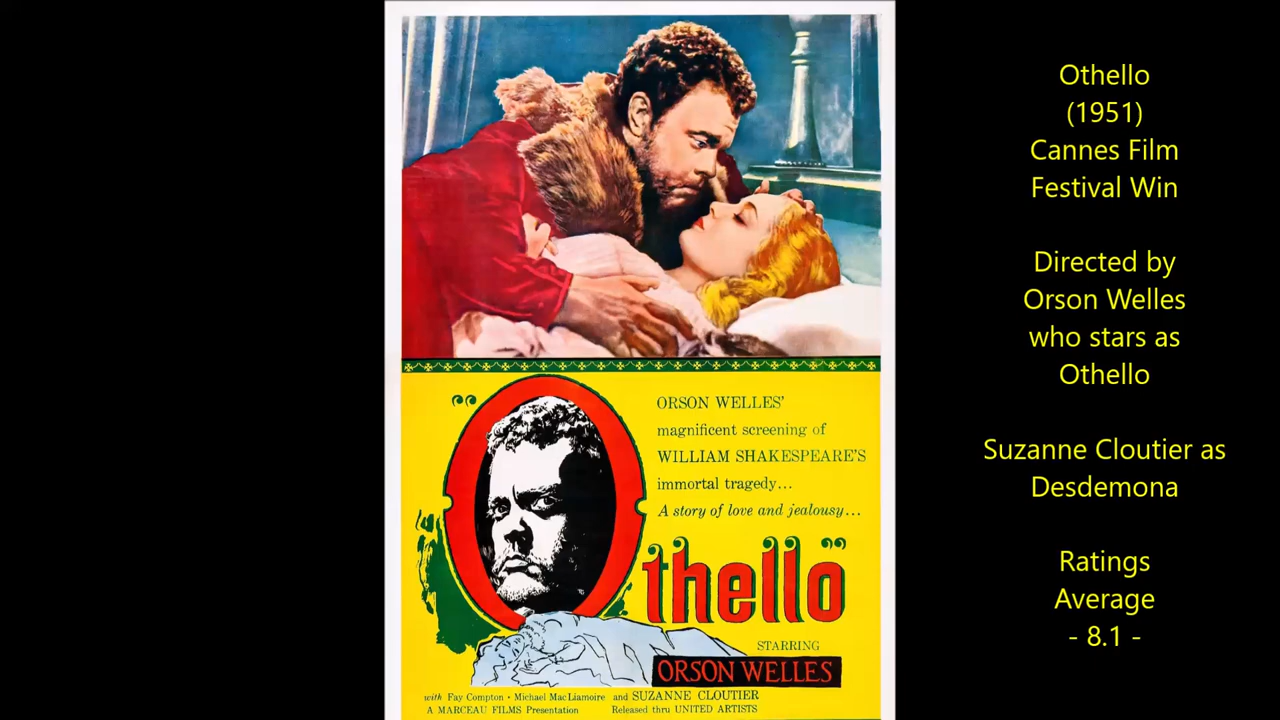 “
ORSON WELLES’
magnificent screening of
WILLIAM SHAKESPEARE’S
immortal tragedy...
A story of love and jealousy...
Othello”
STARRING
ORSON WELLES
with Fay Compton • Michael MacLiamoire and SUZANNE CLOUTIER
A MARCEAU FILMS Presentation Released thru UNITED ARTISTS
Othello
(1951)
Cannes Film
Festival Win
Directed by
Orson Welles
who stars as
Othello
Suzanne Cloutier as
Desdemona
Ratings
Average
- 8.1 -